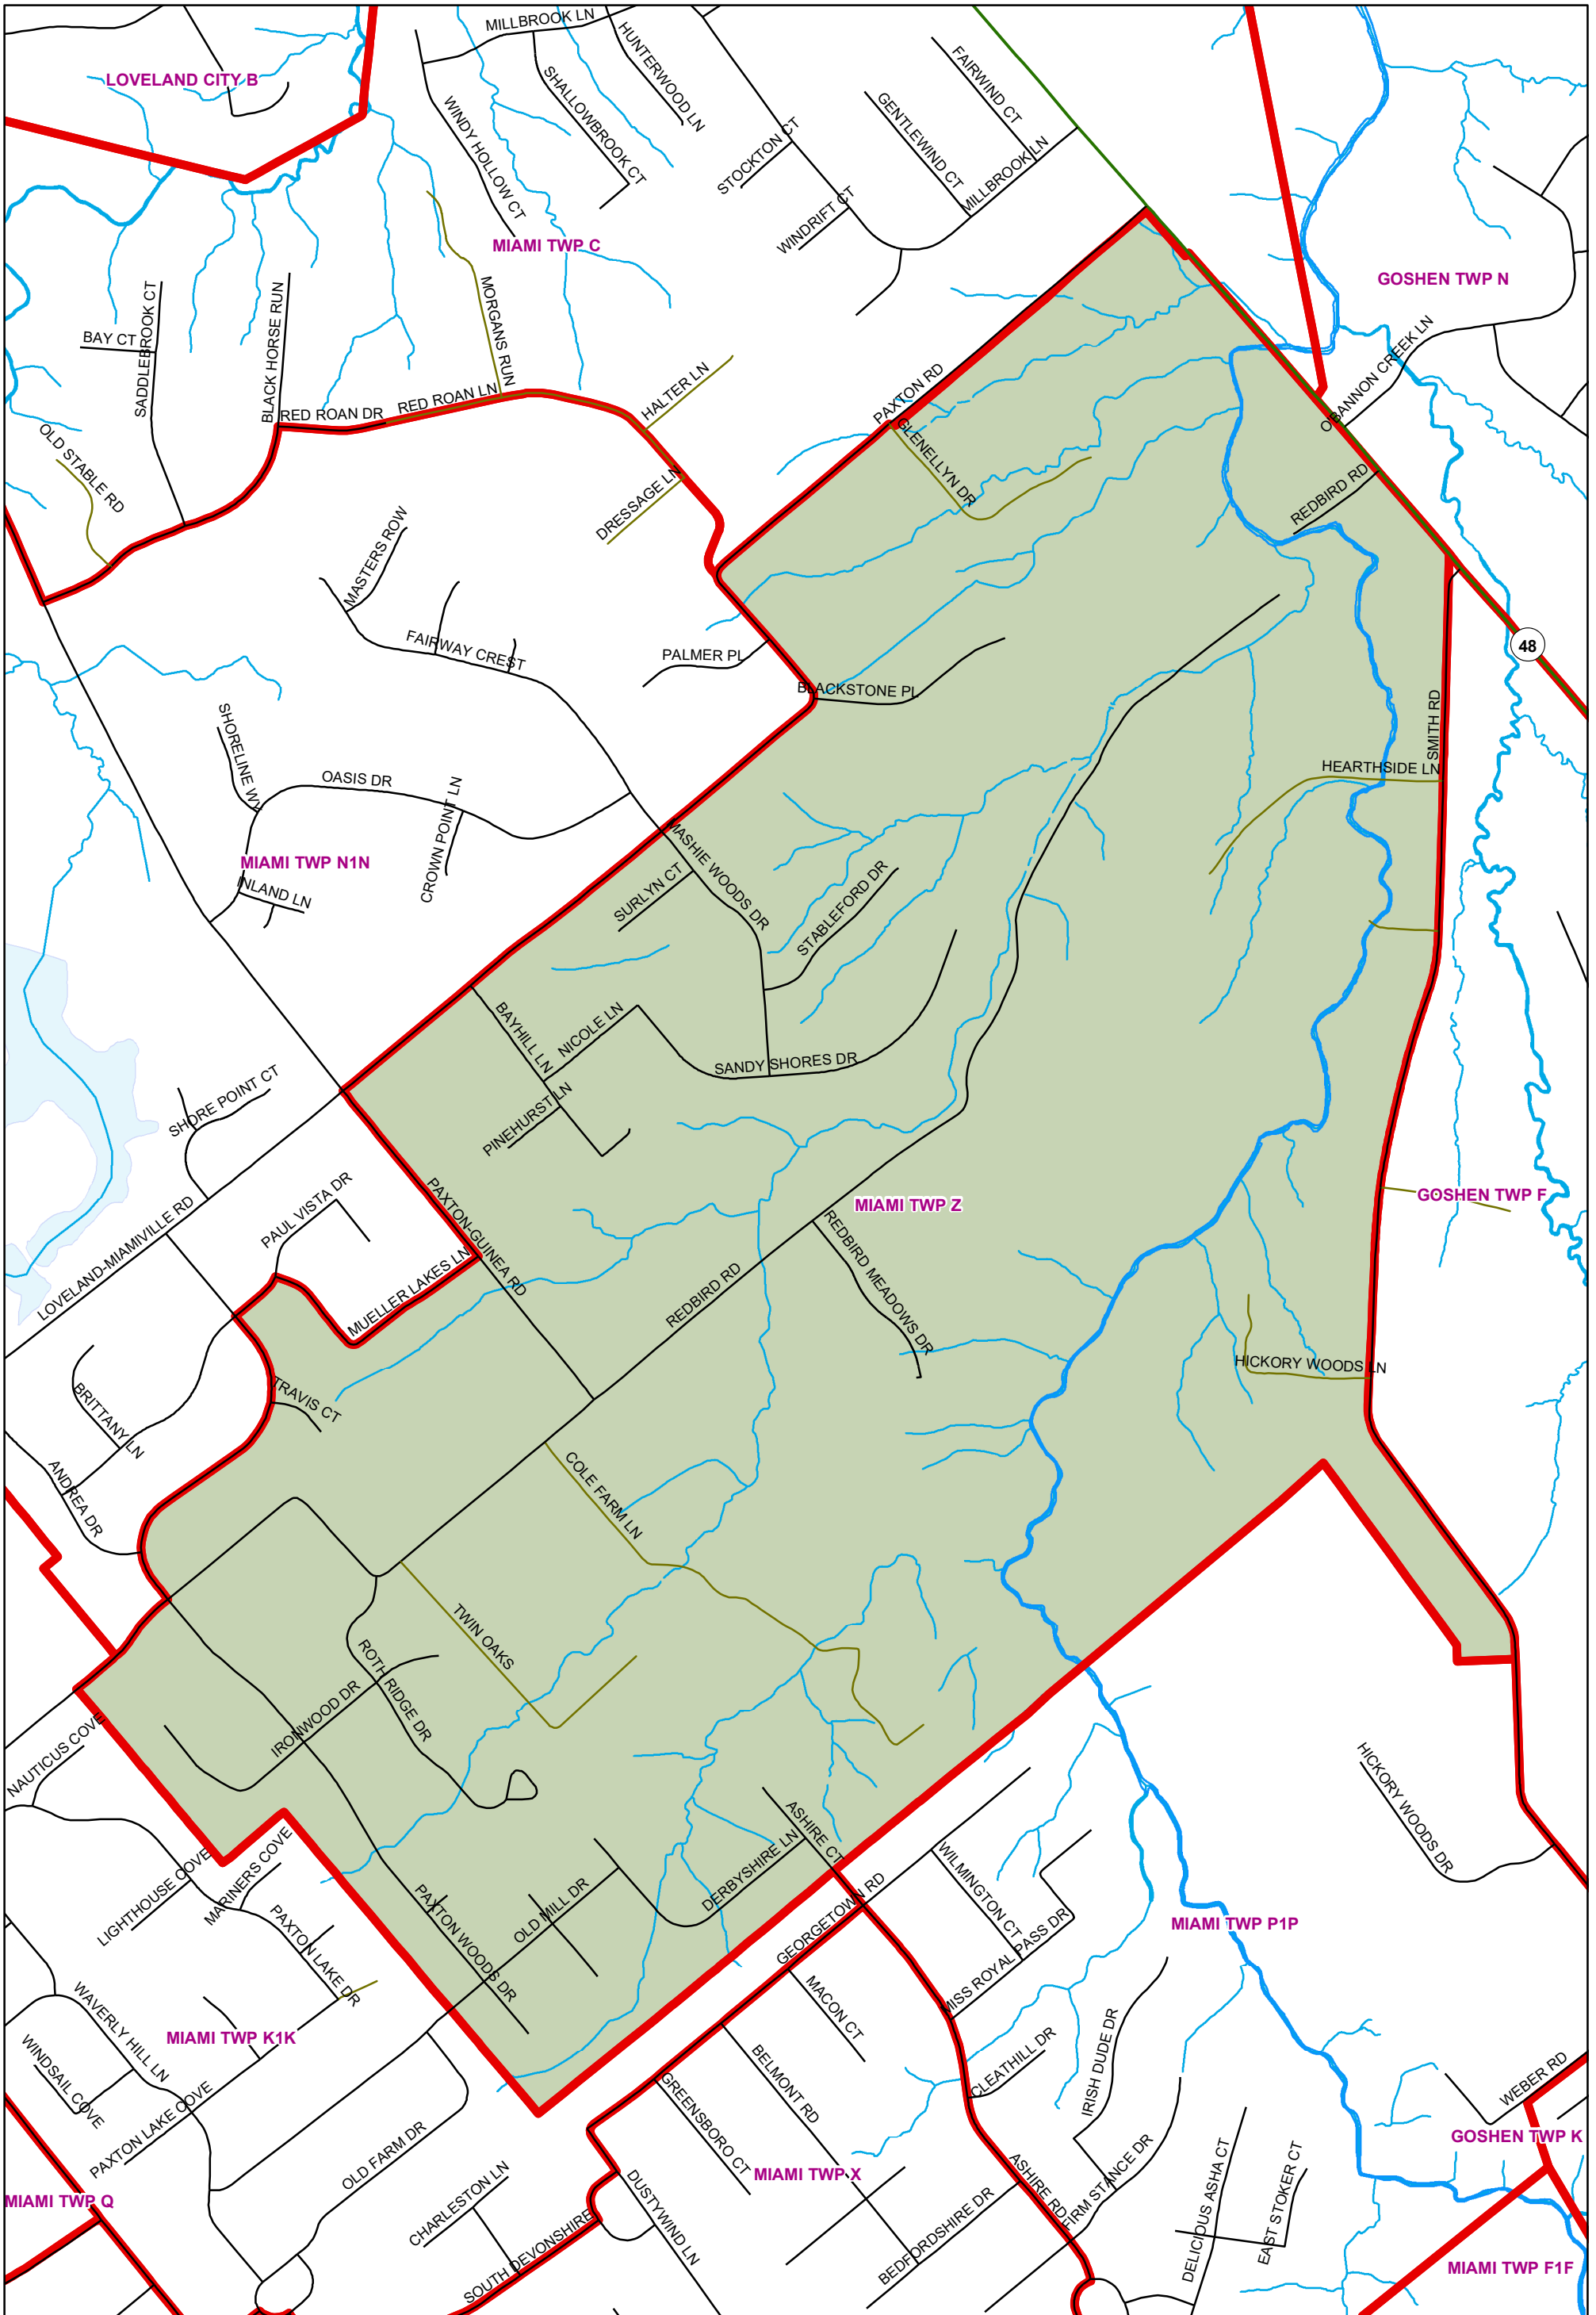 MILLBROOK LN
LOVELAND CITY B
HUNTERWOOD LN
SHALLOWBROOK CT
WINDY HOLLOW CT
FAIRWIND CT
GENTLEWIND CT
STOCKTON CT
MILLBROOK LN
WINDRIFT CT
MIAMI TWP C
GOSHEN TWP N
SADDLEBROOK CT
BAY CT
BLACK HORSE RUN
MORGANS RUN
RED ROAN DR
RED ROAN LN
HALTER LN
PAXTON RD
OBANNON CREEK LN
GLENELLYN DR
OLD STABLE RD
DRESSAGE LN
REDBIRD RD
MASTERS ROW
FAIRWAY CREST
PALMER PL
48
BLACKSTONE PL
SMITH RD
SHORELINE WY
OASIS DR
HEARTHSIDE LN
CROWN POINT LN
MASHIE WOODS DR
MIAMI TWP N1N
INLAND LN
SURLYN CT
STABLEFORD DR
BAYHILL LN
NICOLE LN
SANDY SHORES DR
SHORE POINT CT
PINEHURST LN
PAUL VISTA DR
PAXTON-GUINEA RD
MIAMI TWP Z
GOSHEN TWP F
LOVELAND-MIAMIVILLE RD
MUELLER LAKES LN
REDBIRD RD
REDBIRD MEADOWS DR
HICKORY WOODS LN
TRAVIS CT
BRITTANY LN
ANDREA DR
COLE FARM LN
TWIN OAKS
ROTH RIDGE DR
IRONWOOD DR
NAUTICUS COVE
HICKORY WOODS DR
ASHIRE CT
LIGHTHOUSE COVE
MARINERS COVE
DERBYSHIRE LN
WILMINGTON CT
PAXTON WOODS DR
OLD MILL DR
GEORGETOWN RD
PAXTON LAKE DR
MISS ROYAL PASS DR
MIAMI TWP P1P
MACON CT
WAVERLY HILL LN
MIAMI TWP K1K
WINDSAIL COVE
BELMONT RD
CLEATHILL DR
IRISH DUDE DR
WEBER RD
PAXTON LAKE COVE
GREENSBORO CT
GOSHEN TWP K
OLD FARM DR
MIAMI TWP X
FIRM STANCE DR
ASHIRE RD
MIAMI TWP Q
CHARLESTON LN
DUSTYWIND LN
BEDFORDSHIRE DR
DELICIOUS ASHA CT
EAST STOKER CT
SOUTH DEVONSHIRE
MIAMI TWP F1F